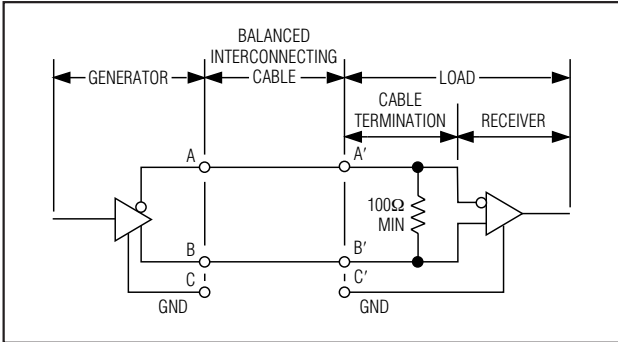 BALANCED
INTERCONNECTING
GENERATOR CABLE LOAD
CABLE
TERMINATION RECEIVER
A A′
100Ω
MIN
B B′
C C′
GND GND